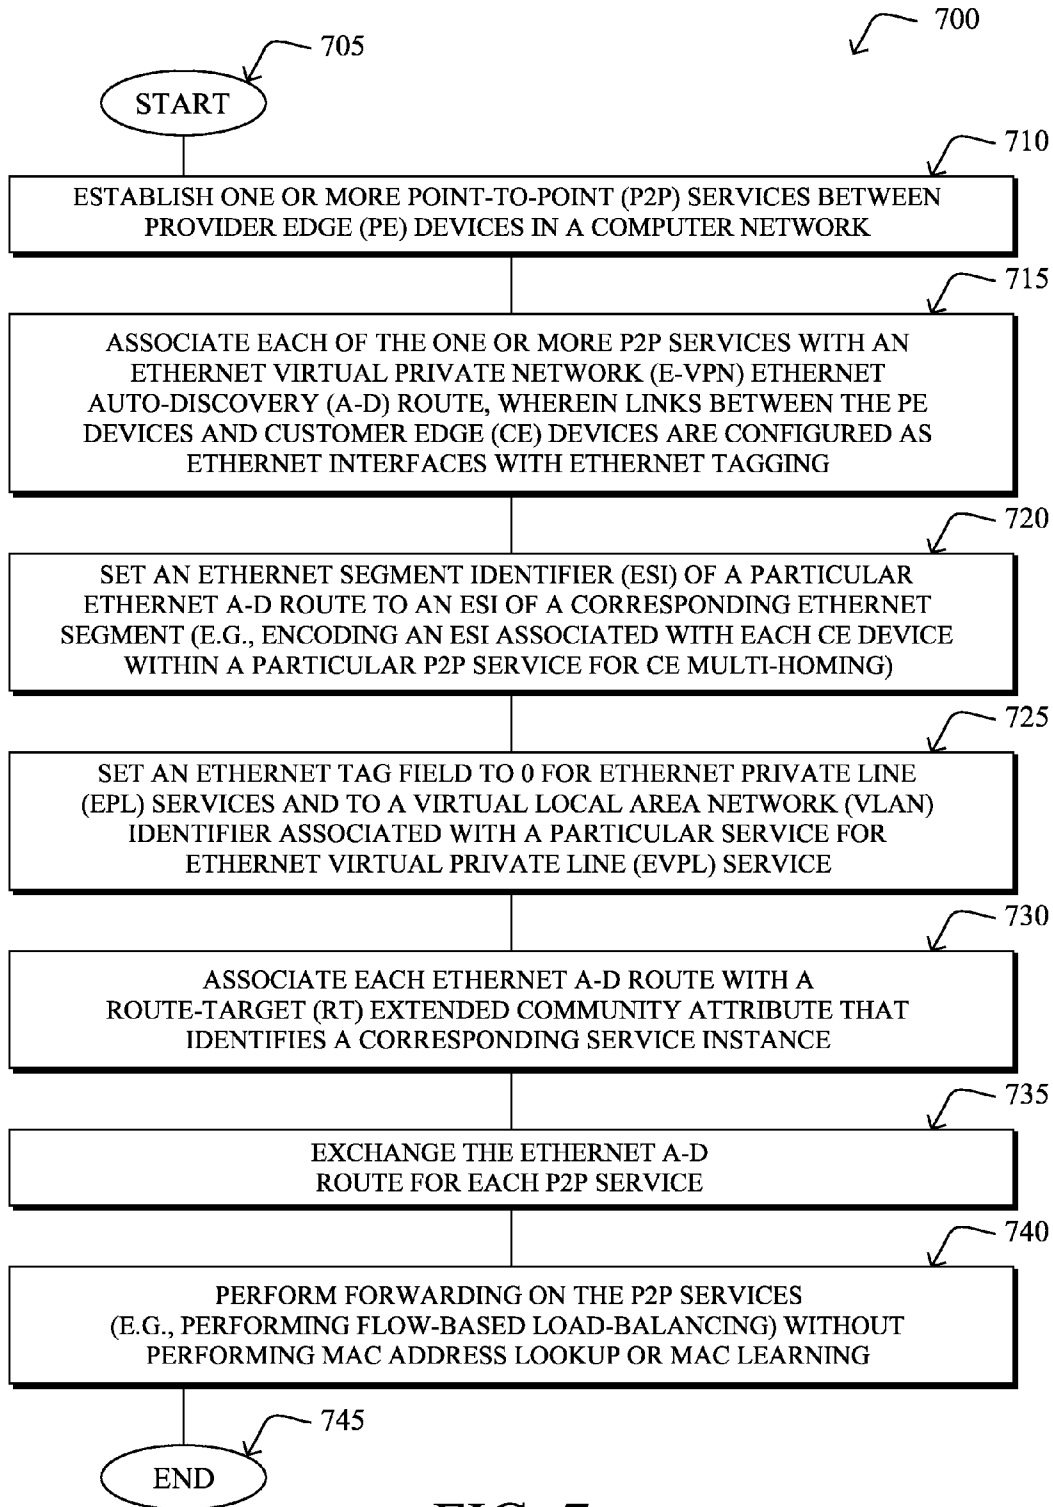 700
705
START
710
ESTABLISH ONE OR MORE POINT-TO-POINT (P2P) SERVICES BETWEEN
PROVIDER EDGE (PE) DEVICES IN A COMPUTER NETWORK
715
ASSOCIATE EACH OF THE ONE OR MORE P2P SERVICES WITH AN
ETHERNET VIRTUAL PRIVATE NETWORK (E-VPN) ETHERNET
AUTO-DISCOVERY (A-D) ROUTE, WHEREIN LINKS BETWEEN THE PE
DEVICES AND CUSTOMER EDGE (CE) DEVICES ARE CONFIGURED AS
ETHERNET INTERFACES WITH ETHERNET TAGGING
720
SET AN ETHERNET SEGMENT IDENTIFIER (ESI) OF A PARTICULAR
ETHERNET A-D ROUTE TO AN ESI OF A CORRESPONDING ETHERNET
SEGMENT (E.G., ENCODING AN ESI ASSOCIATED WITH EACH CE DEVICE
WITHIN A PARTICULAR P2P SERVICE FOR CE MULTI-HOMING)
725
SET AN ETHERNET TAG FIELD TO 0 FOR ETHERNET PRIVATE LINE
(EPL) SERVICES AND TO A VIRTUAL LOCAL AREA NETWORK (VLAN)
IDENTIFIER ASSOCIATED WITH A PARTICULAR SERVICE FOR
ETHERNET VIRTUAL PRIVATE LINE (EVPL) SERVICE
730
ASSOCIATE EACH ETHERNET A-D ROUTE WITH A
ROUTE-TARGET (RT) EXTENDED COMMUNITY ATTRIBUTE THAT
IDENTIFIES A CORRESPONDING SERVICE INSTANCE
735
EXCHANGE THE ETHERNET A-D
ROUTE FOR EACH P2P SERVICE
740
PERFORM FORWARDING ON THE P2P SERVICES
(E.G., PERFORMING FLOW-BASED LOAD-BALANCING) WITHOUT
PERFORMING MAC ADDRESS LOOKUP OR MAC LEARNING
745
END